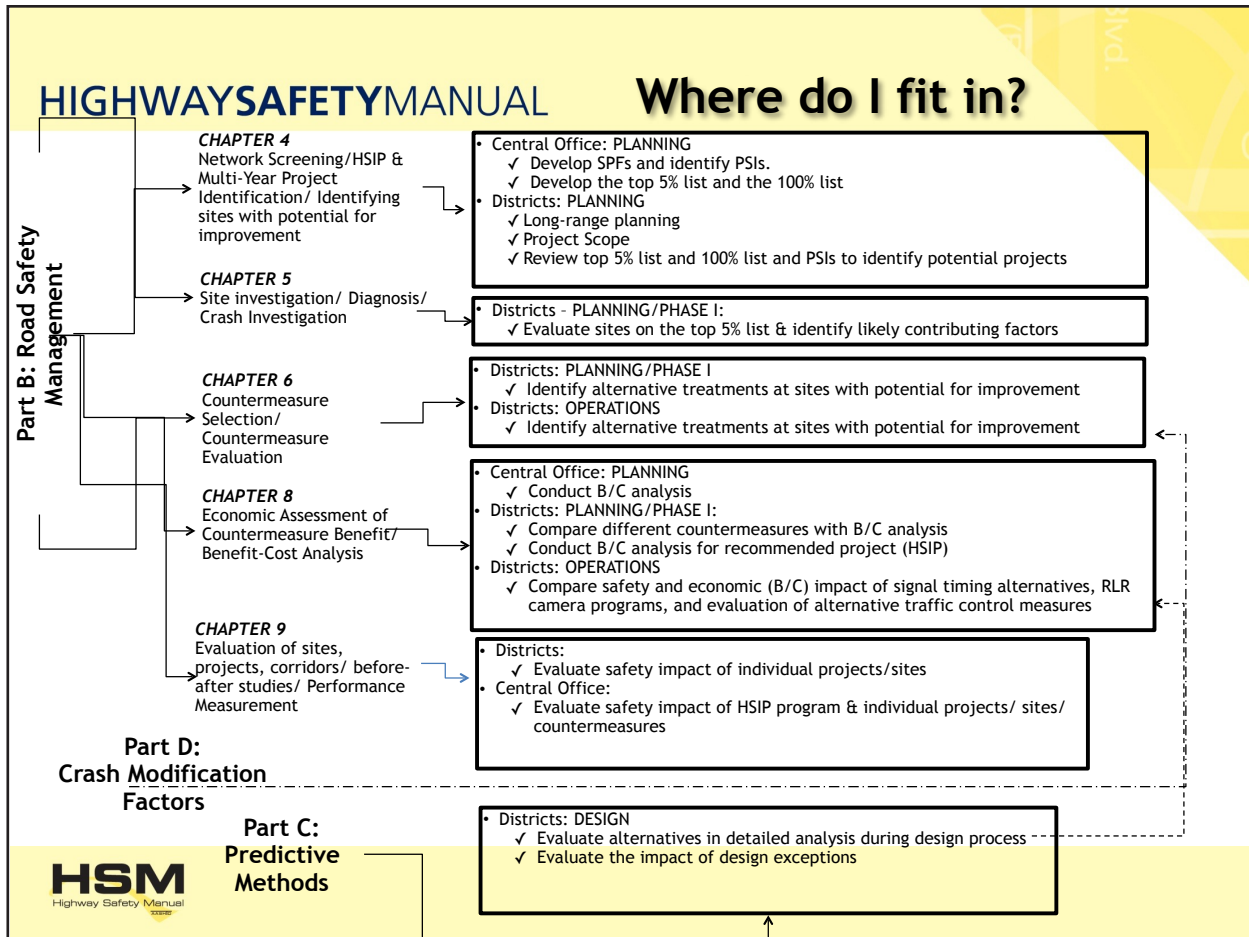 Blvd.
HIGHWAYSAFETYMANUAL
Where do I fit in?
Part B: Road Safety
Management
CHAPTER 4
Network Screening/HSIP &
Multi-Year Project
Identification/ Identifying
sites with potential for
improvement
• Central Office: PLANNING
✓ Develop SPFs and identify PSIs.
✓ Develop the top 5% list and the 100% list
• Districts: PLANNING
✓ Long-range planning
✓ Project Scope
✓ Review top 5% list and 100% list and PSIs to identify potential projects
CHAPTER 5
Site investigation/ Diagnosis/
Crash Investigation
• Districts – PLANNING/PHASE I:
✓ Evaluate sites on the top 5% list & identify likely contributing factors
CHAPTER 6
Countermeasure
Selection/
Countermeasure
Evaluation
• Districts: PLANNING/PHASE I
✓ Identify alternative treatments at sites with potential for improvement
• Districts: OPERATIONS
✓ Identify alternative treatments at sites with potential for improvement
CHAPTER 8
Economic Assessment of
Countermeasure Benefit/
Benefit-Cost Analysis
• Central Office: PLANNING
✓ Conduct B/C analysis
• Districts: PLANNING/PHASE I:
✓ Compare different countermeasures with B/C analysis
✓ Conduct B/C analysis for recommended project (HSIP)
• Districts: OPERATIONS
✓ Compare safety and economic (B/C) impact of signal timing alternatives, RLR
camera programs, and evaluation of alternative traffic control measures
CHAPTER 9
Evaluation of sites,
projects, corridors/ before-
after studies/ Performance
Measurement
• Districts:
✓ Evaluate safety impact of individual projects/sites
• Central Office:
✓ Evaluate safety impact of HSIP program & individual projects/ sites/
countermeasures
Part D:
Crash Modification
Factors
Part C:
Predictive
Methods
• Districts: DESIGN
✓ Evaluate alternatives in detailed analysis during design process
✓ Evaluate the impact of design exceptions
HSM
Highway Safety Manual